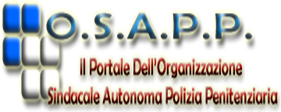 O.S.A.P.P.
Il Portale Dell'Organizzazione
Sindacale Autonoma Polizia Penitenziaria